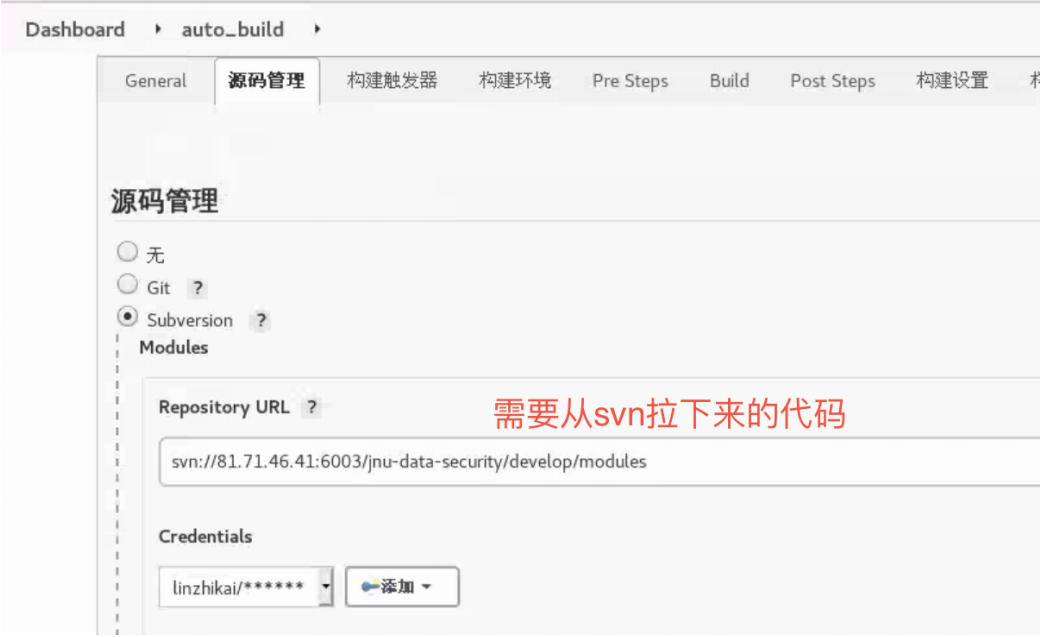 Dashboard auto_build
General 源码管理 构建触发器 构建环境 Pre Steps Build Post Steps 构建设置
源码管理
无
Git ?
Subversion ?
Modules
Repository URL ?
需要从svn拉下来的代码
svn://81.71.46.41:6003/jnu-data-security/develop/modules
Credentials
linzhikai/****** 添加